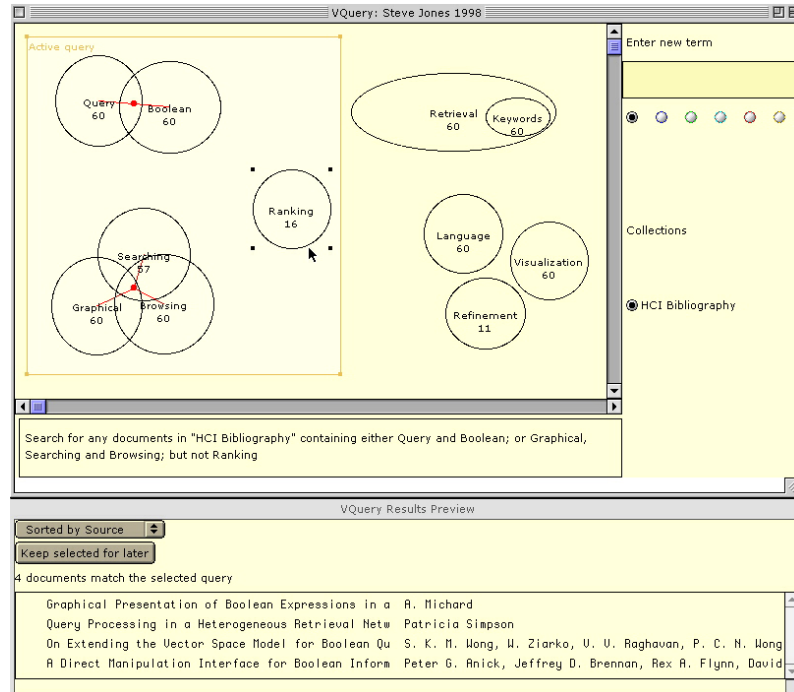 VQuery: Steve Jones 1998
Active query
Query
60
Boolean
60
Ranking
16
Searching
57
Graphical
60
Browsing
60
Retrieval
60
Keywords
60
Language
60
Visualization
60
Refinement
11
Enter new term
Collections
HCI Bibliography
Search for any documents in "HCI Bibliography" containing either Query and Boolean; or Graphical,
Searching and Browsing; but not Ranking
VQuery Results Preview
Sorted by Source
Keep selected for later
4 documents match the selected query
Graphical Presentation of Boolean Expressions in a A. Michard
Query Processing in a Heterogeneous Retrieval Netw Patricia Simpson
On Extending the Vector Space Model for Boolean Qu S. K. M. Wong, W. Ziarko, V. V. Raghavan, P. C. N. Wong
A Direct Manipulation Interface for Boolean Inform Peter G. Anick, Jeffrey D. Brennan, Rex A. Flynn, David